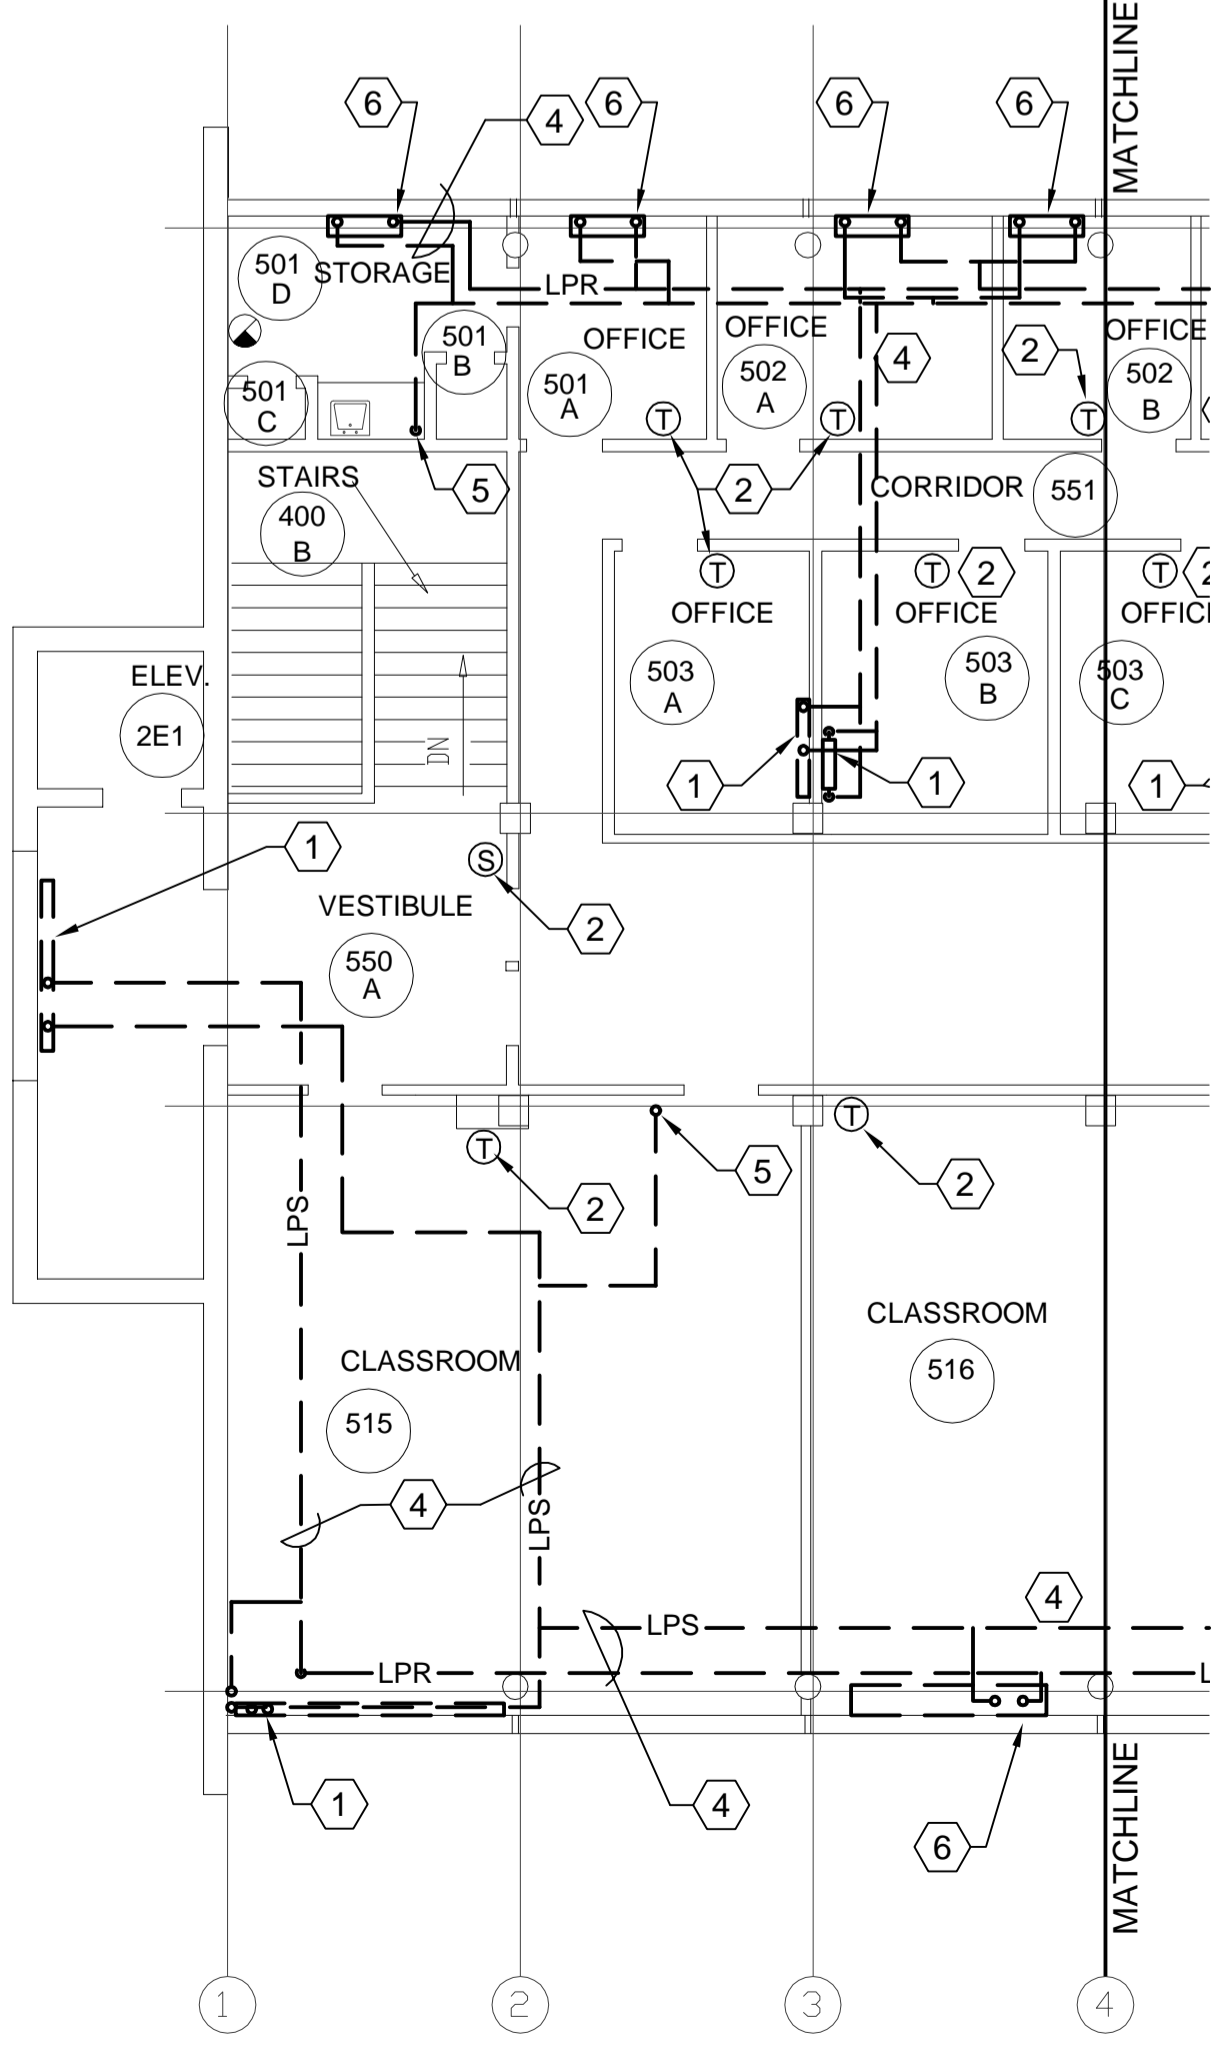 MATCHLINE
6
4
6
6
6
501
D
STORAGE
LPR
501
B
OFFICE
OFFICE
OFFICE
501
C
501
A
502
A
4
2
502
B
T
T
T
STAIRS
5
2
CORRIDOR
551
400
B
T
T
2
T
2
OFFICE
OFFICE
OFFICE
ELEV.
503
A
503
B
503
C
2E1
DN
1
1
1
1
S
VESTIBULE
2
550
A
T
T
5
2
2
LPS
CLASSROOM
516
CLASSROOM
515
4
LPS
4
LPS
LPR
L
1
4
6
MATCHLINE
1
2
3
4